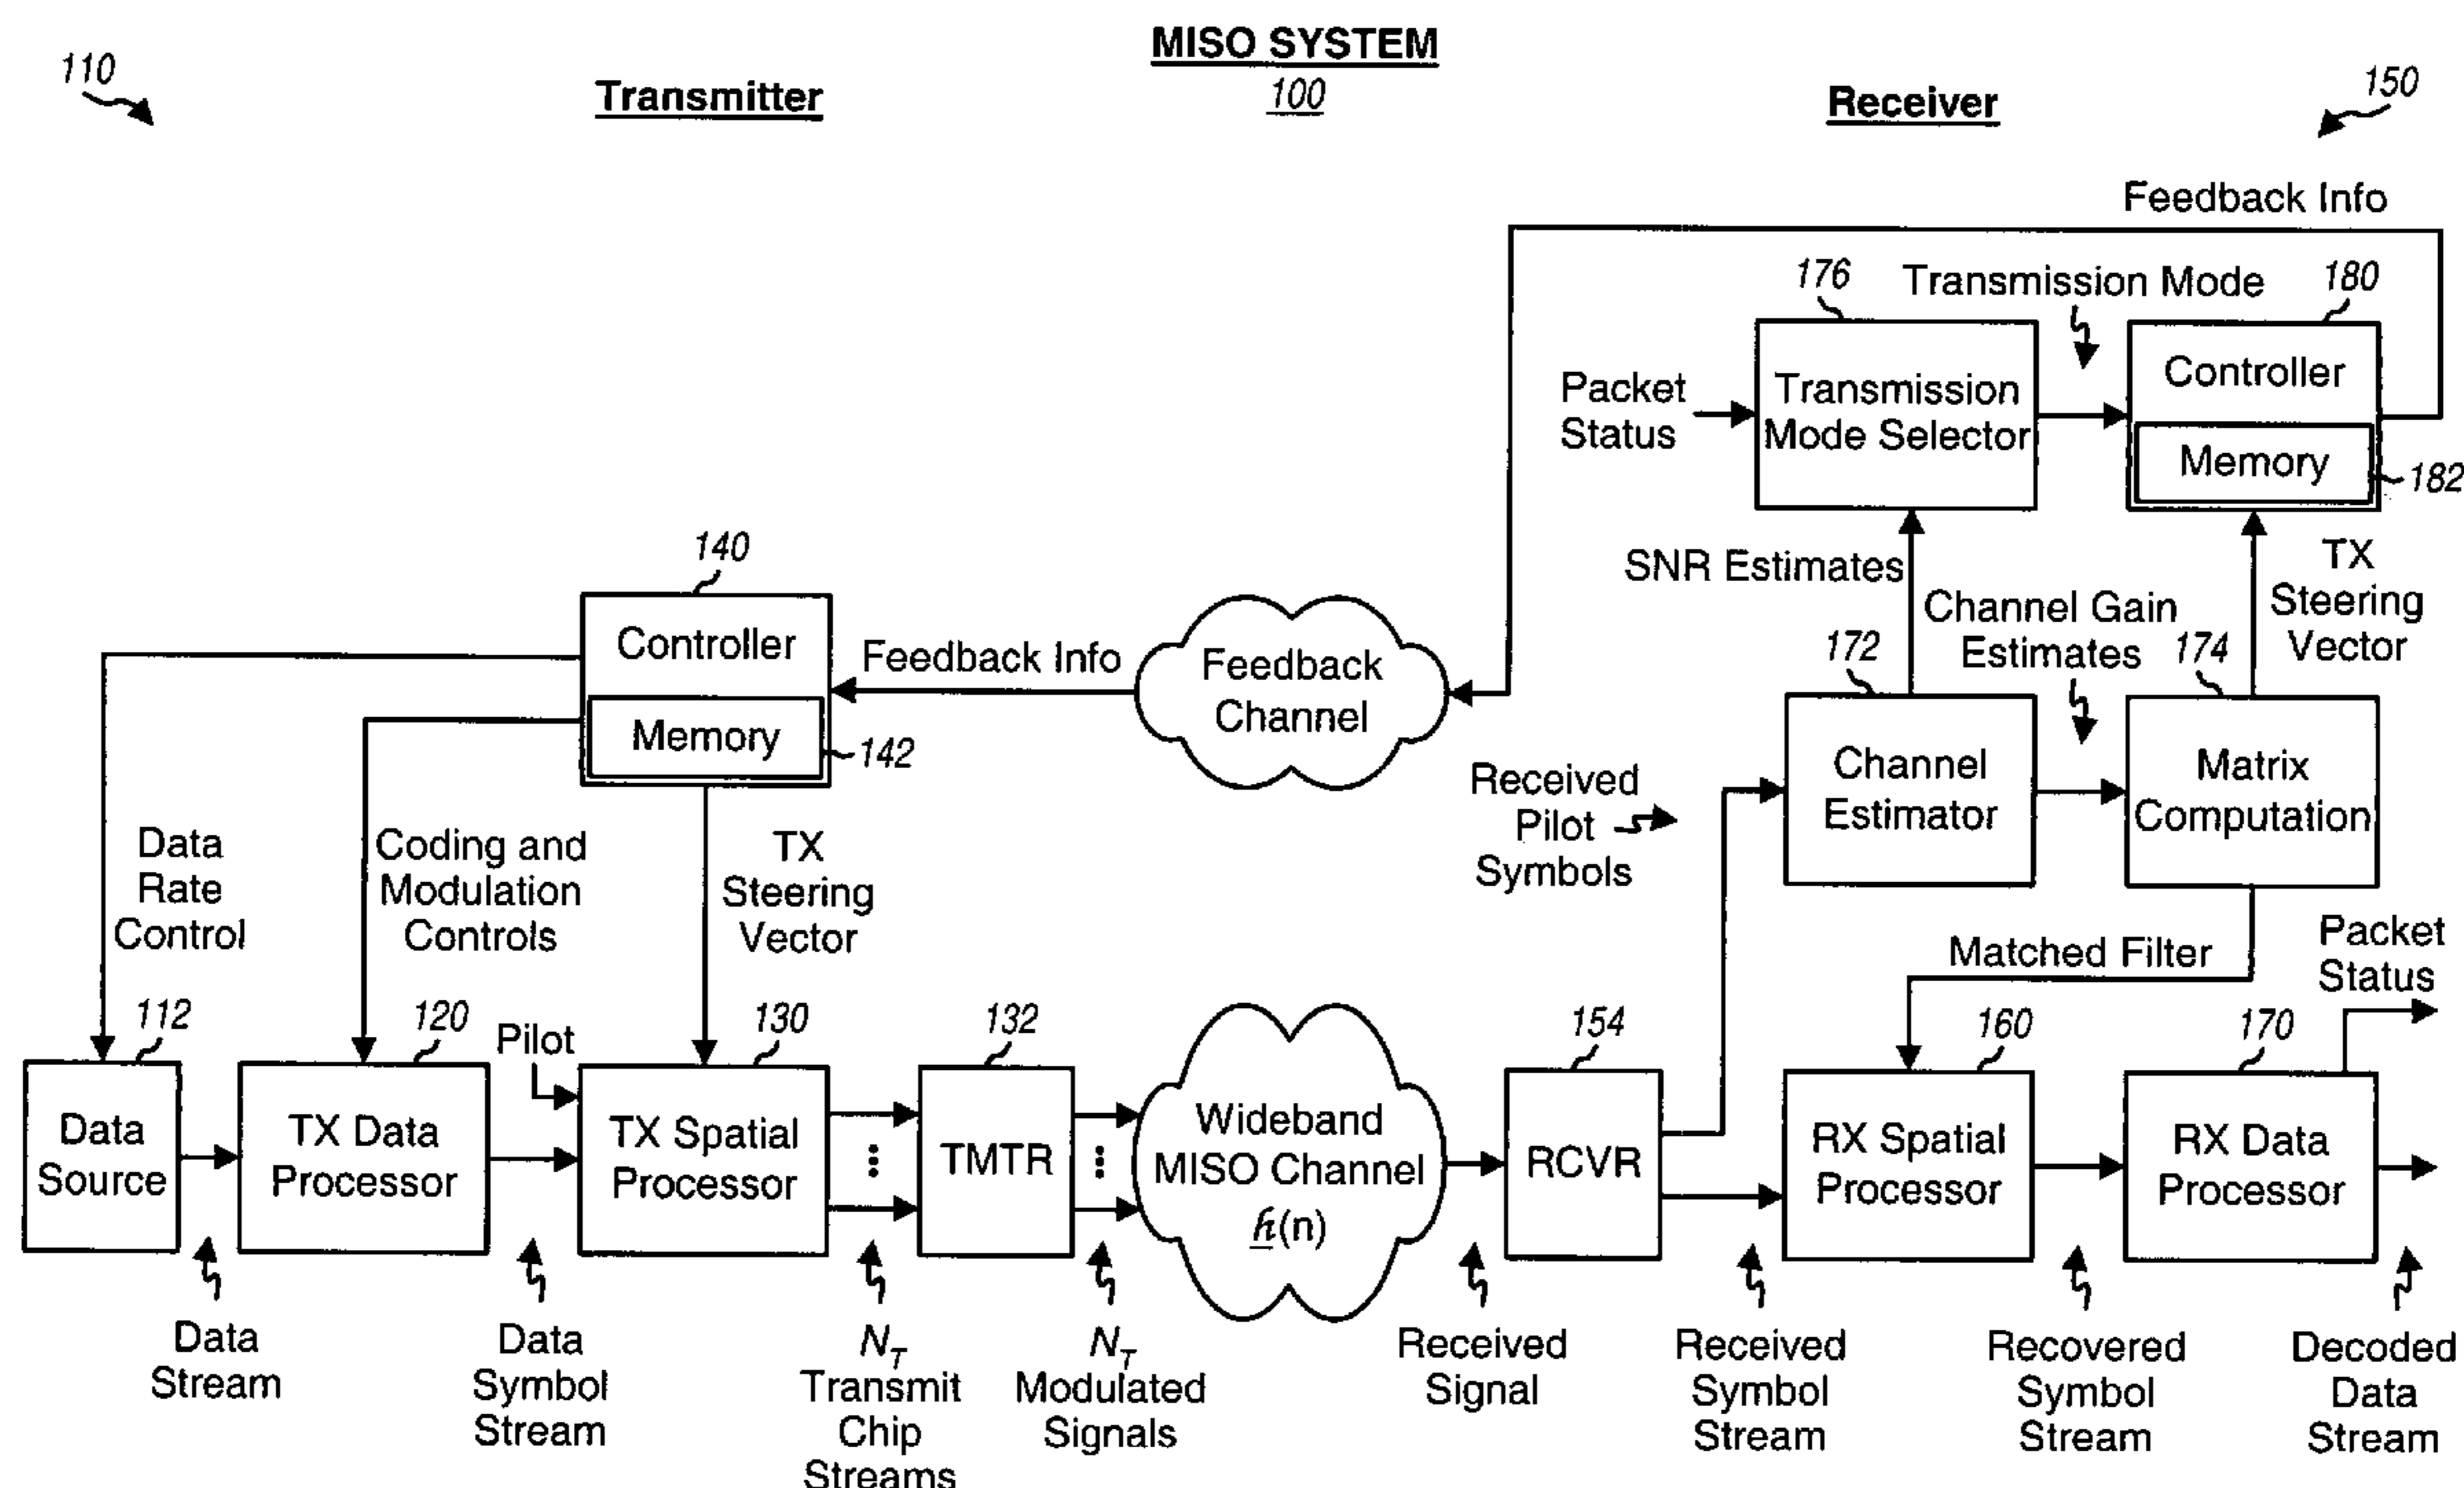 MISO SYSTEM
100
110
Transmitter
Receiver
150
Feedback Info
176
Transmission Mode
180
Packet
Status
Transmission
Mode Selector
Controller
Memory
182
SNR Estimates
Channel Gain
Estimates
TX
Steering
Vector
140
Controller
Memory
142
Feedback Info
Feedback
Channel
172
174
Received
Pilot
Symbols
Channel
Estimator
Matrix
Computation
Data
Rate
Control
Coding and
Modulation
Controls
TX
Steering
Vector
Matched Filter
Packet
Status
112
120
Pilot
130
132
154
160
170
Data
Source
TX Data
Processor
TX Spatial
Processor
TMTR
Wideband
MISO Channel
h(n)
RCVR
RX Spatial
Processor
RX Data
Processor
Data
Stream
Data
Symbol
Stream
N_T
Transmit
Chip
Streams
N_T
Modulated
Signals
Received
Signal
Received
Symbol
Stream
Recovered
Symbol
Stream
Decoded
Data
Stream